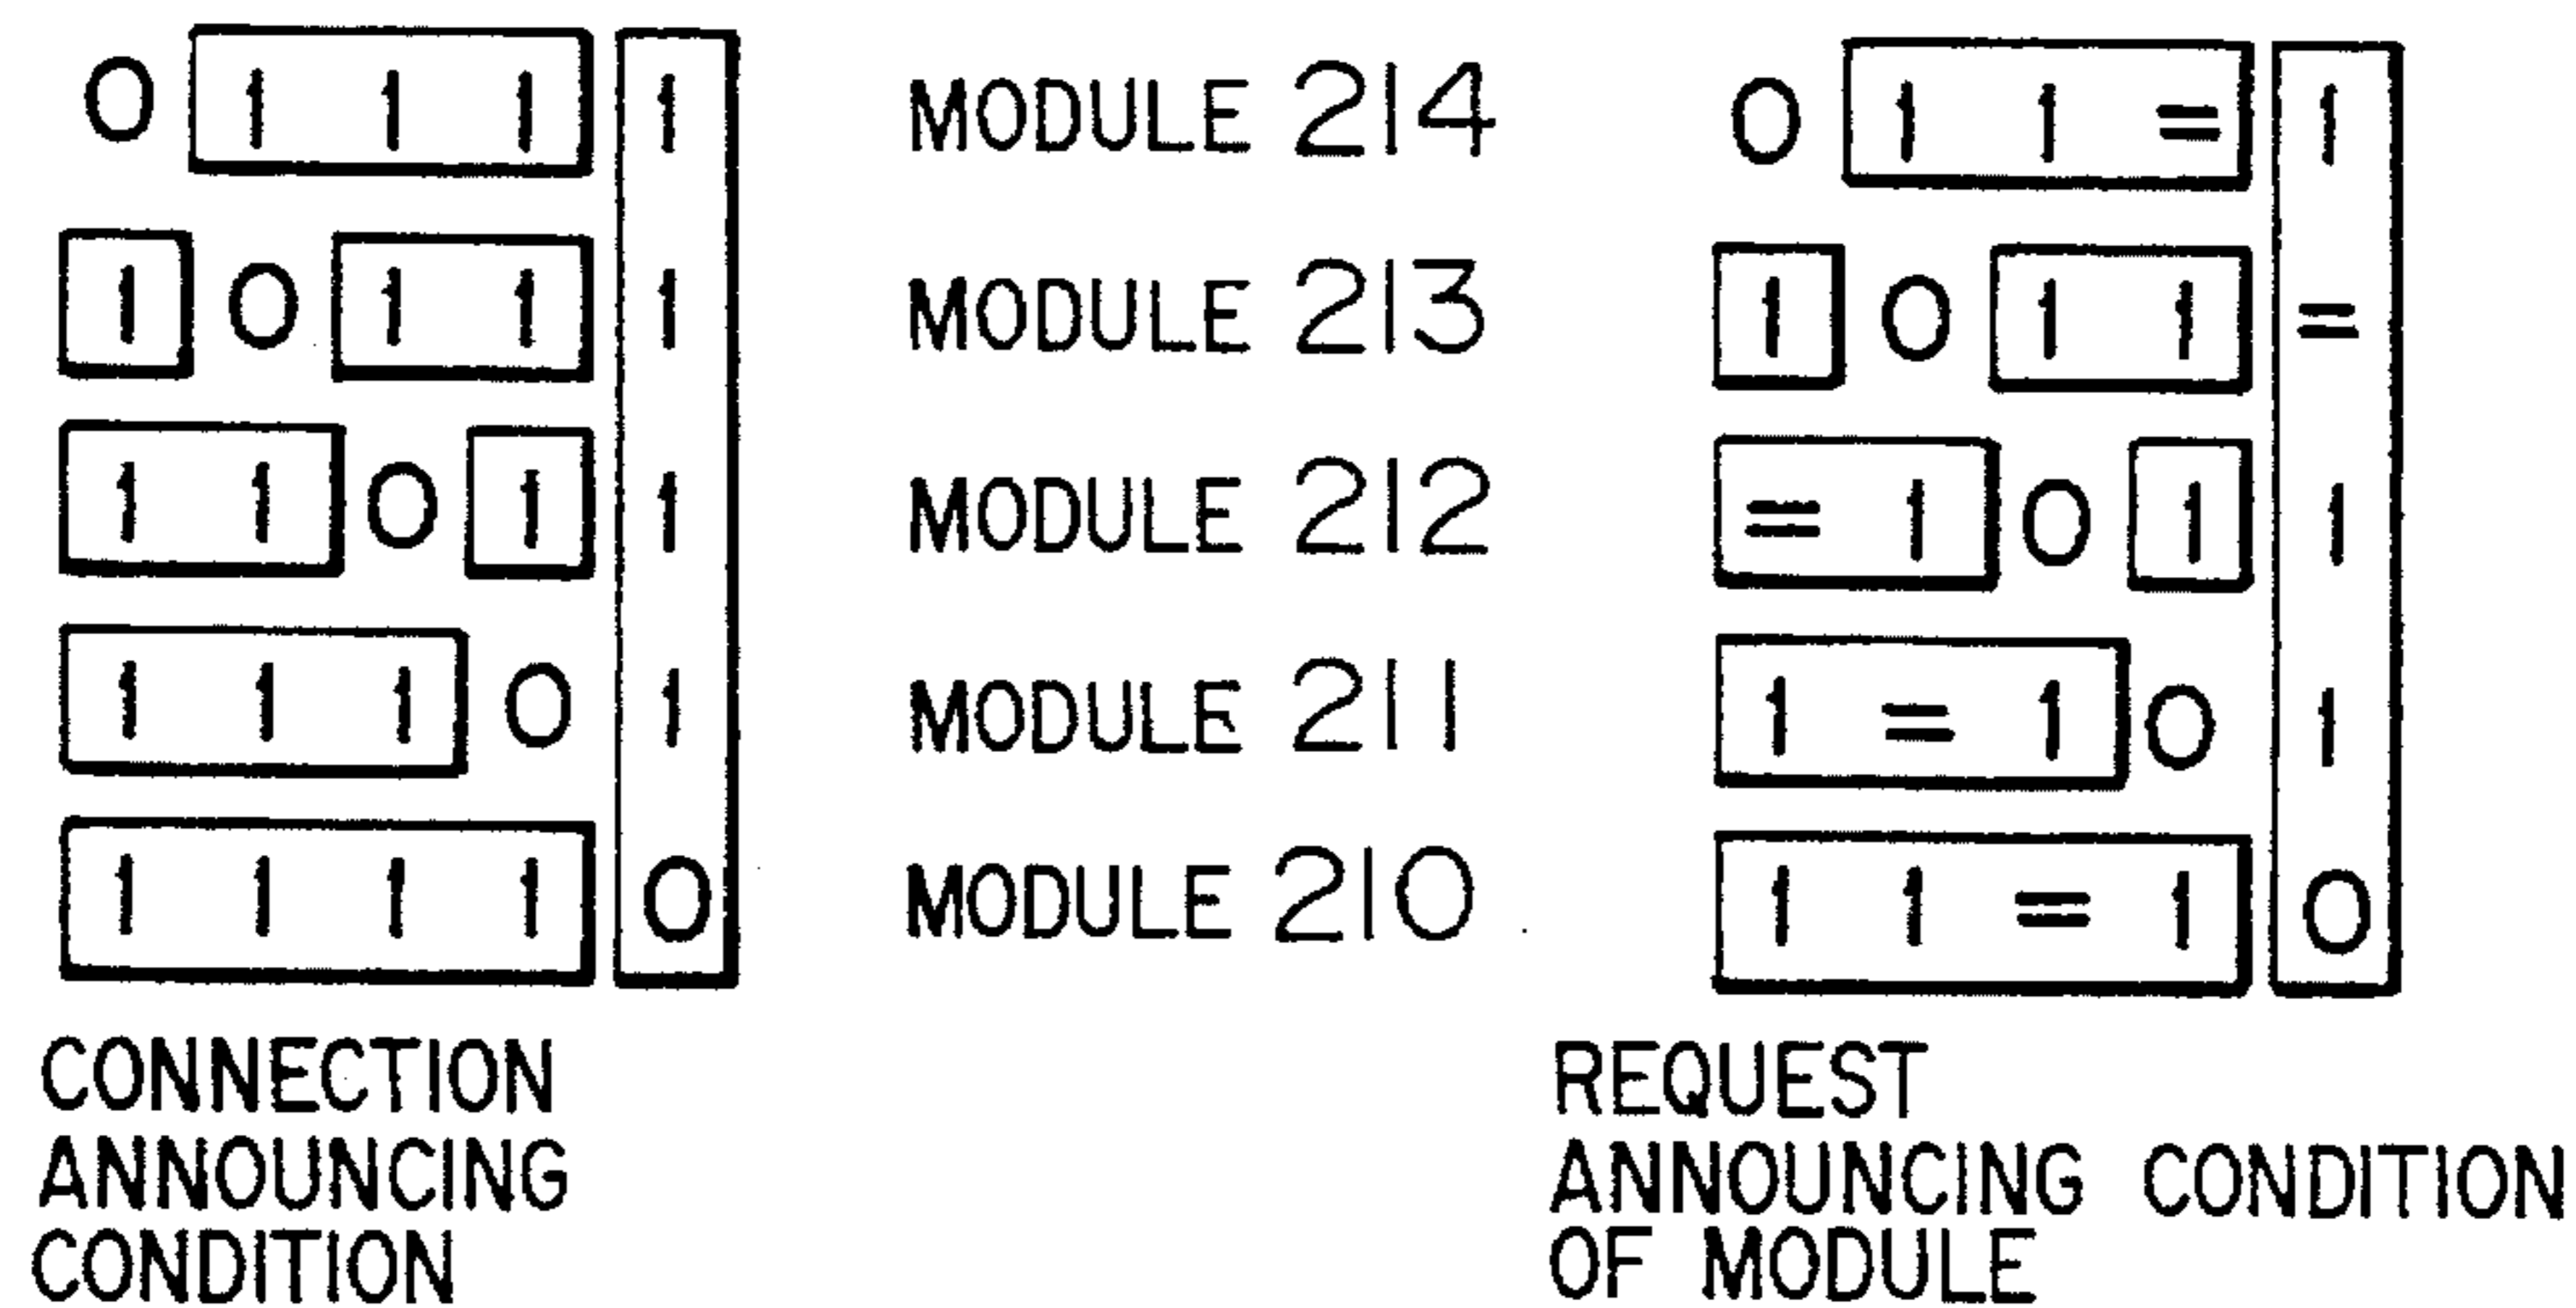 0 1 1 1 1 MODULE 214 0 1 1 = 1
1 0 1 1 1 MODULE 213 1 0 1 1 =
1 1 0 1 1 MODULE 212 = 1 0 1 1
1 1 1 0 1 MODULE 211 1 = 1 0 1
1 1 1 1 0 MODULE 210 1 1 = 1 0
CONNECTION
ANNOUNCING
CONDITION
REQUEST
ANNOUNCING CONDITION
OF MODULE